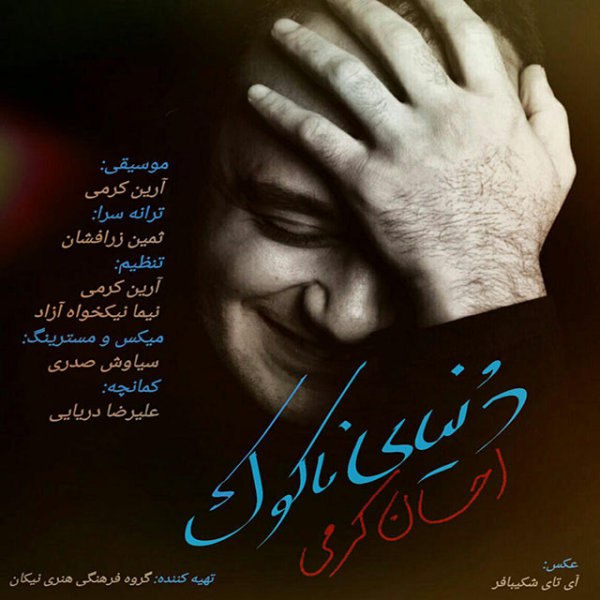 موسیقی:
آرین کرمی
ترانه سرا:
ثمین زرافشان
تنظیم:
آرین کرمی
نیما نیکخواه آزاد
میکس و مسترینگ:
سیاوش صدری
کمانچه:
علیرضا دریایی
دُنیای ناکوک
احسان کرمی
عکس:
آی تای شکیبافر
تهیه کننده: گروه فرهنگی هنری نیکان